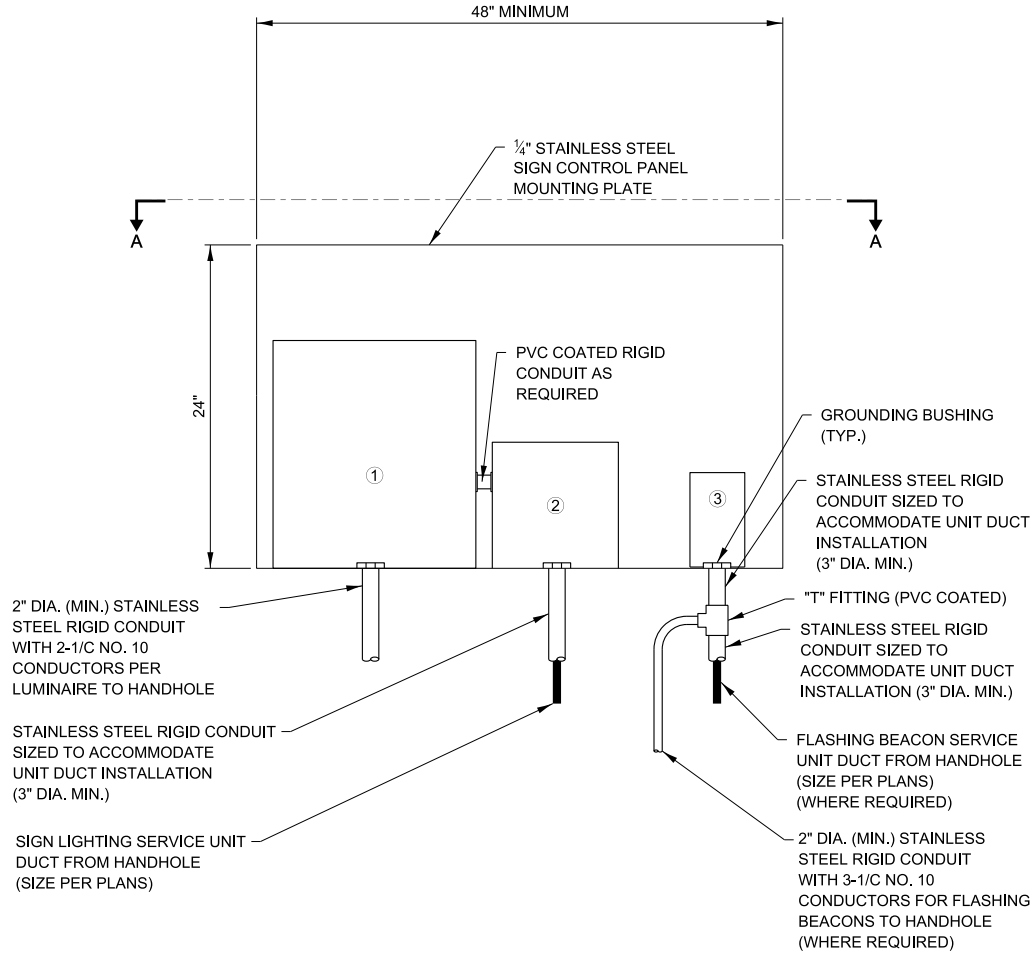 48" MINIMUM
¼" STAINLESS STEEL
SIGN CONTROL PANEL
MOUNTING PLATE
A
A
24"
PVC COATED RIGID
CONDUIT AS
REQUIRED
①
②
③
GROUNDING BUSHING
(TYP.)
STAINLESS STEEL RIGID
CONDUIT SIZED TO
ACCOMMODATE UNIT DUCT
INSTALLATION
(3" DIA. MIN.)
"T" FITTING (PVC COATED)
STAINLESS STEEL RIGID
CONDUIT SIZED TO
ACCOMMODATE UNIT DUCT
INSTALLATION (3" DIA. MIN.)
2" DIA. (MIN.) STAINLESS
STEEL RIGID CONDUIT
WITH 2-1/C NO. 10
CONDUCTORS PER
LUMINAIRE TO HANDHOLE
STAINLESS STEEL RIGID CONDUIT
SIZED TO ACCOMMODATE
UNIT DUCT INSTALLATION
(3" DIA. MIN.)
SIGN LIGHTING SERVICE UNIT
DUCT FROM HANDHOLE
(SIZE PER PLANS)
FLASHING BEACON SERVICE
UNIT DUCT FROM HANDHOLE
(SIZE PER PLANS)
(WHERE REQUIRED)
2" DIA. (MIN.) STAINLESS
STEEL RIGID CONDUIT
WITH 3-1/C NO. 10
CONDUCTORS FOR FLASHING
BEACONS TO HANDHOLE
(WHERE REQUIRED)